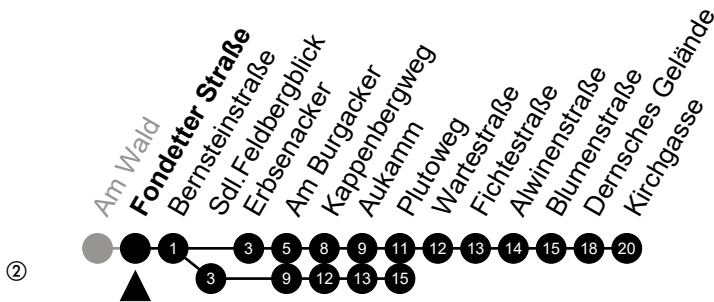 Am Wald
Fondetter Straße
Bernsteinstraße
Sdl.Feldbergblick
Erbsenacker
Am Burgacker
Kappenbergweg
Aukamm
Plutoweg
Wartestraße
Fichtestraße
Alwinenstraße
Blumenstraße
Dernsches Gelände
Kirchgasse
1 3 5 8 9 11 12 13 14 15 18 20
② 3 9 12 13 15